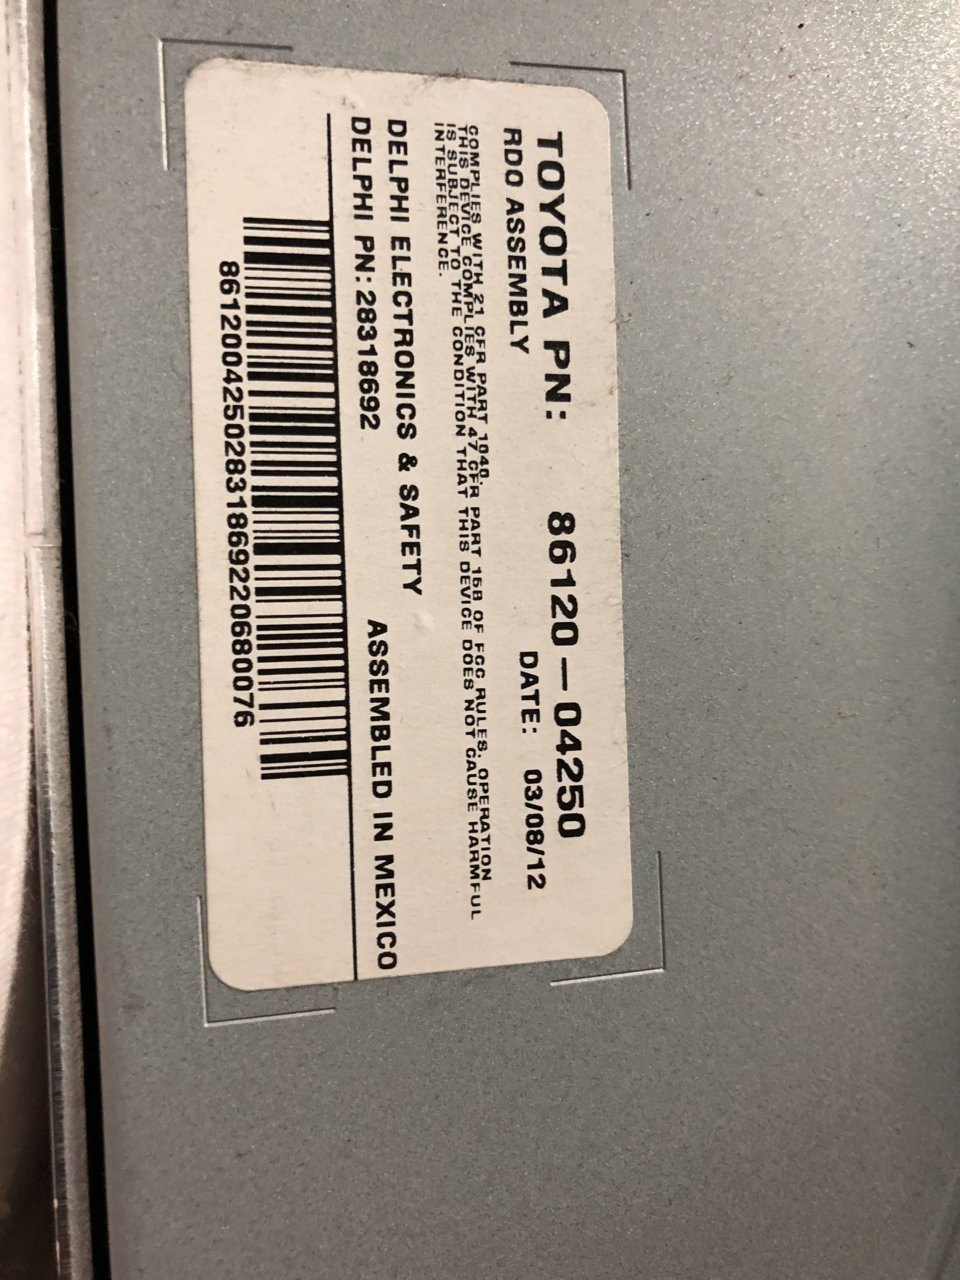 TOYOTA PN: 86120-04250
RDO ASSEMBLY DATE: 03/08/12
COMPLIES WITH 21 CFR PART 1040.
THIS DEVICE COMPLIES WITH 47 CFR PART 15B OF FCC RULES. OPERATION
IS SUBJECT TO THE CONDITION THAT THIS DEVICE DOES NOT CAUSE HARMFUL
INTERFERENCE.
DELPHI ELECTRONICS & SAFETY
DELPHI PN: 28318692 ASSEMBLED IN MEXICO
86120042502831869220680076